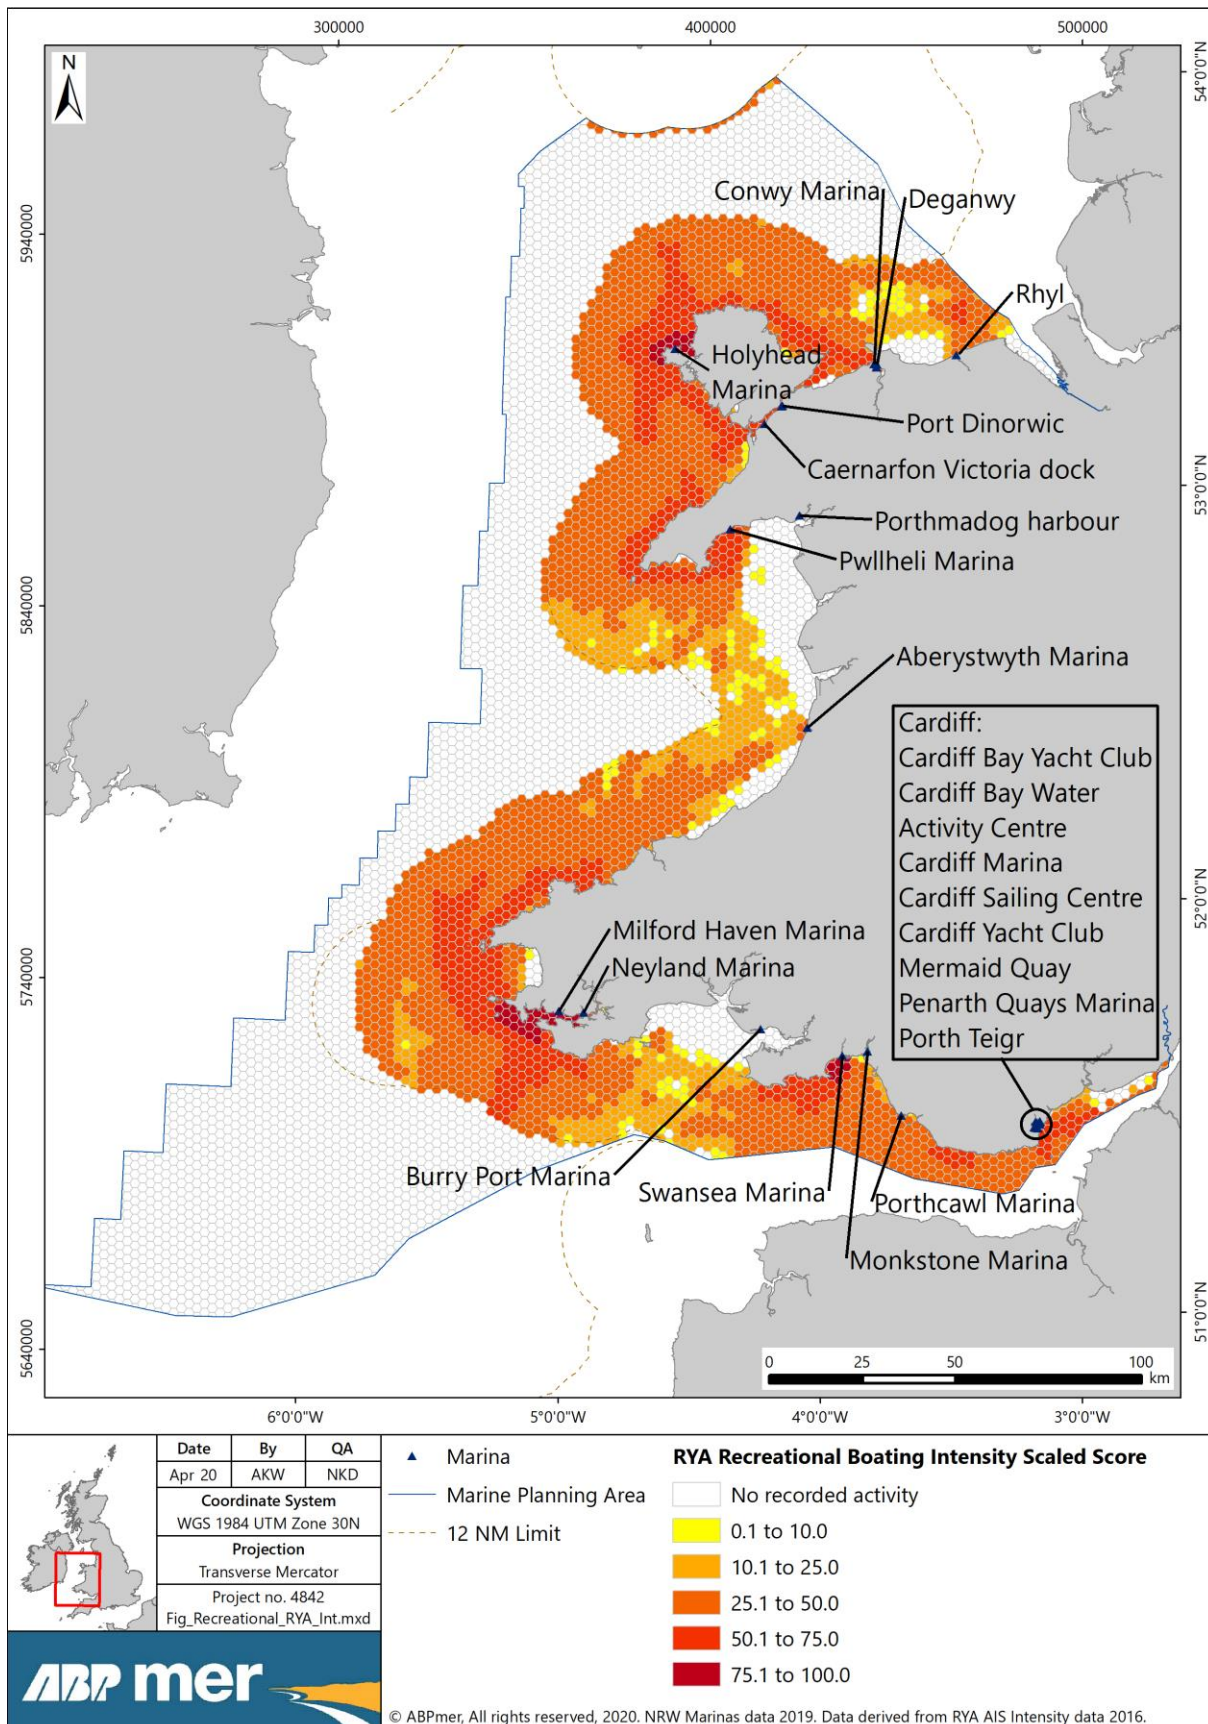 300000
400000
500000
N
54°0'0"N
Conwy Marina
Deganwy
5940000
Rhyl
Holyhead
Marina
Port Dinorwic
Caernarfon Victoria dock
53°0'0"N
Porthmadog harbour
Pwllheli Marina
5840000
Aberystwyth Marina
Cardiff:
Cardiff Bay Yacht Club
Cardiff Bay Water
Activity Centre
Cardiff Marina
Cardiff Sailing Centre
Cardiff Yacht Club
Mermaid Quay
Penarth Quays Marina
Porth Teigr
52°0'0"N
Milford Haven Marina
Neyland Marina
5740000
Burry Port Marina
Swansea Marina
Porthcawl Marina
Monkstone Marina
51°0'0"N
5640000
0 25 50 100
km
6°0'0"W
5°0'0"W
4°0'0"W
3°0'0"W
Date By QA
Apr 20 AKW NKD
Coordinate System
WGS 1984 UTM Zone 30N
Projection
Transverse Mercator
Project no. 4842
Fig_Recreational_RYA_Int.mxd
ABP mer
Marina
Marine Planning Area
12 NM Limit
RYA Recreational Boating Intensity Scaled Score
No recorded activity
0.1 to 10.0
10.1 to 25.0
25.1 to 50.0
50.1 to 75.0
75.1 to 100.0
© ABPmer, All rights reserved, 2020. NRW Marinas data 2019. Data derived from RYA AIS Intensity data 2016.